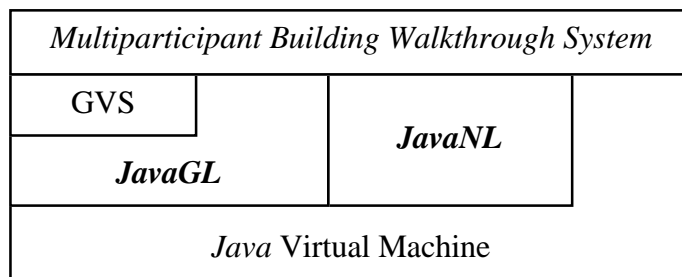 Multiparticipant Building Walkthrough System
GVS
JavaNL
JavaGL
Java Virtual Machine